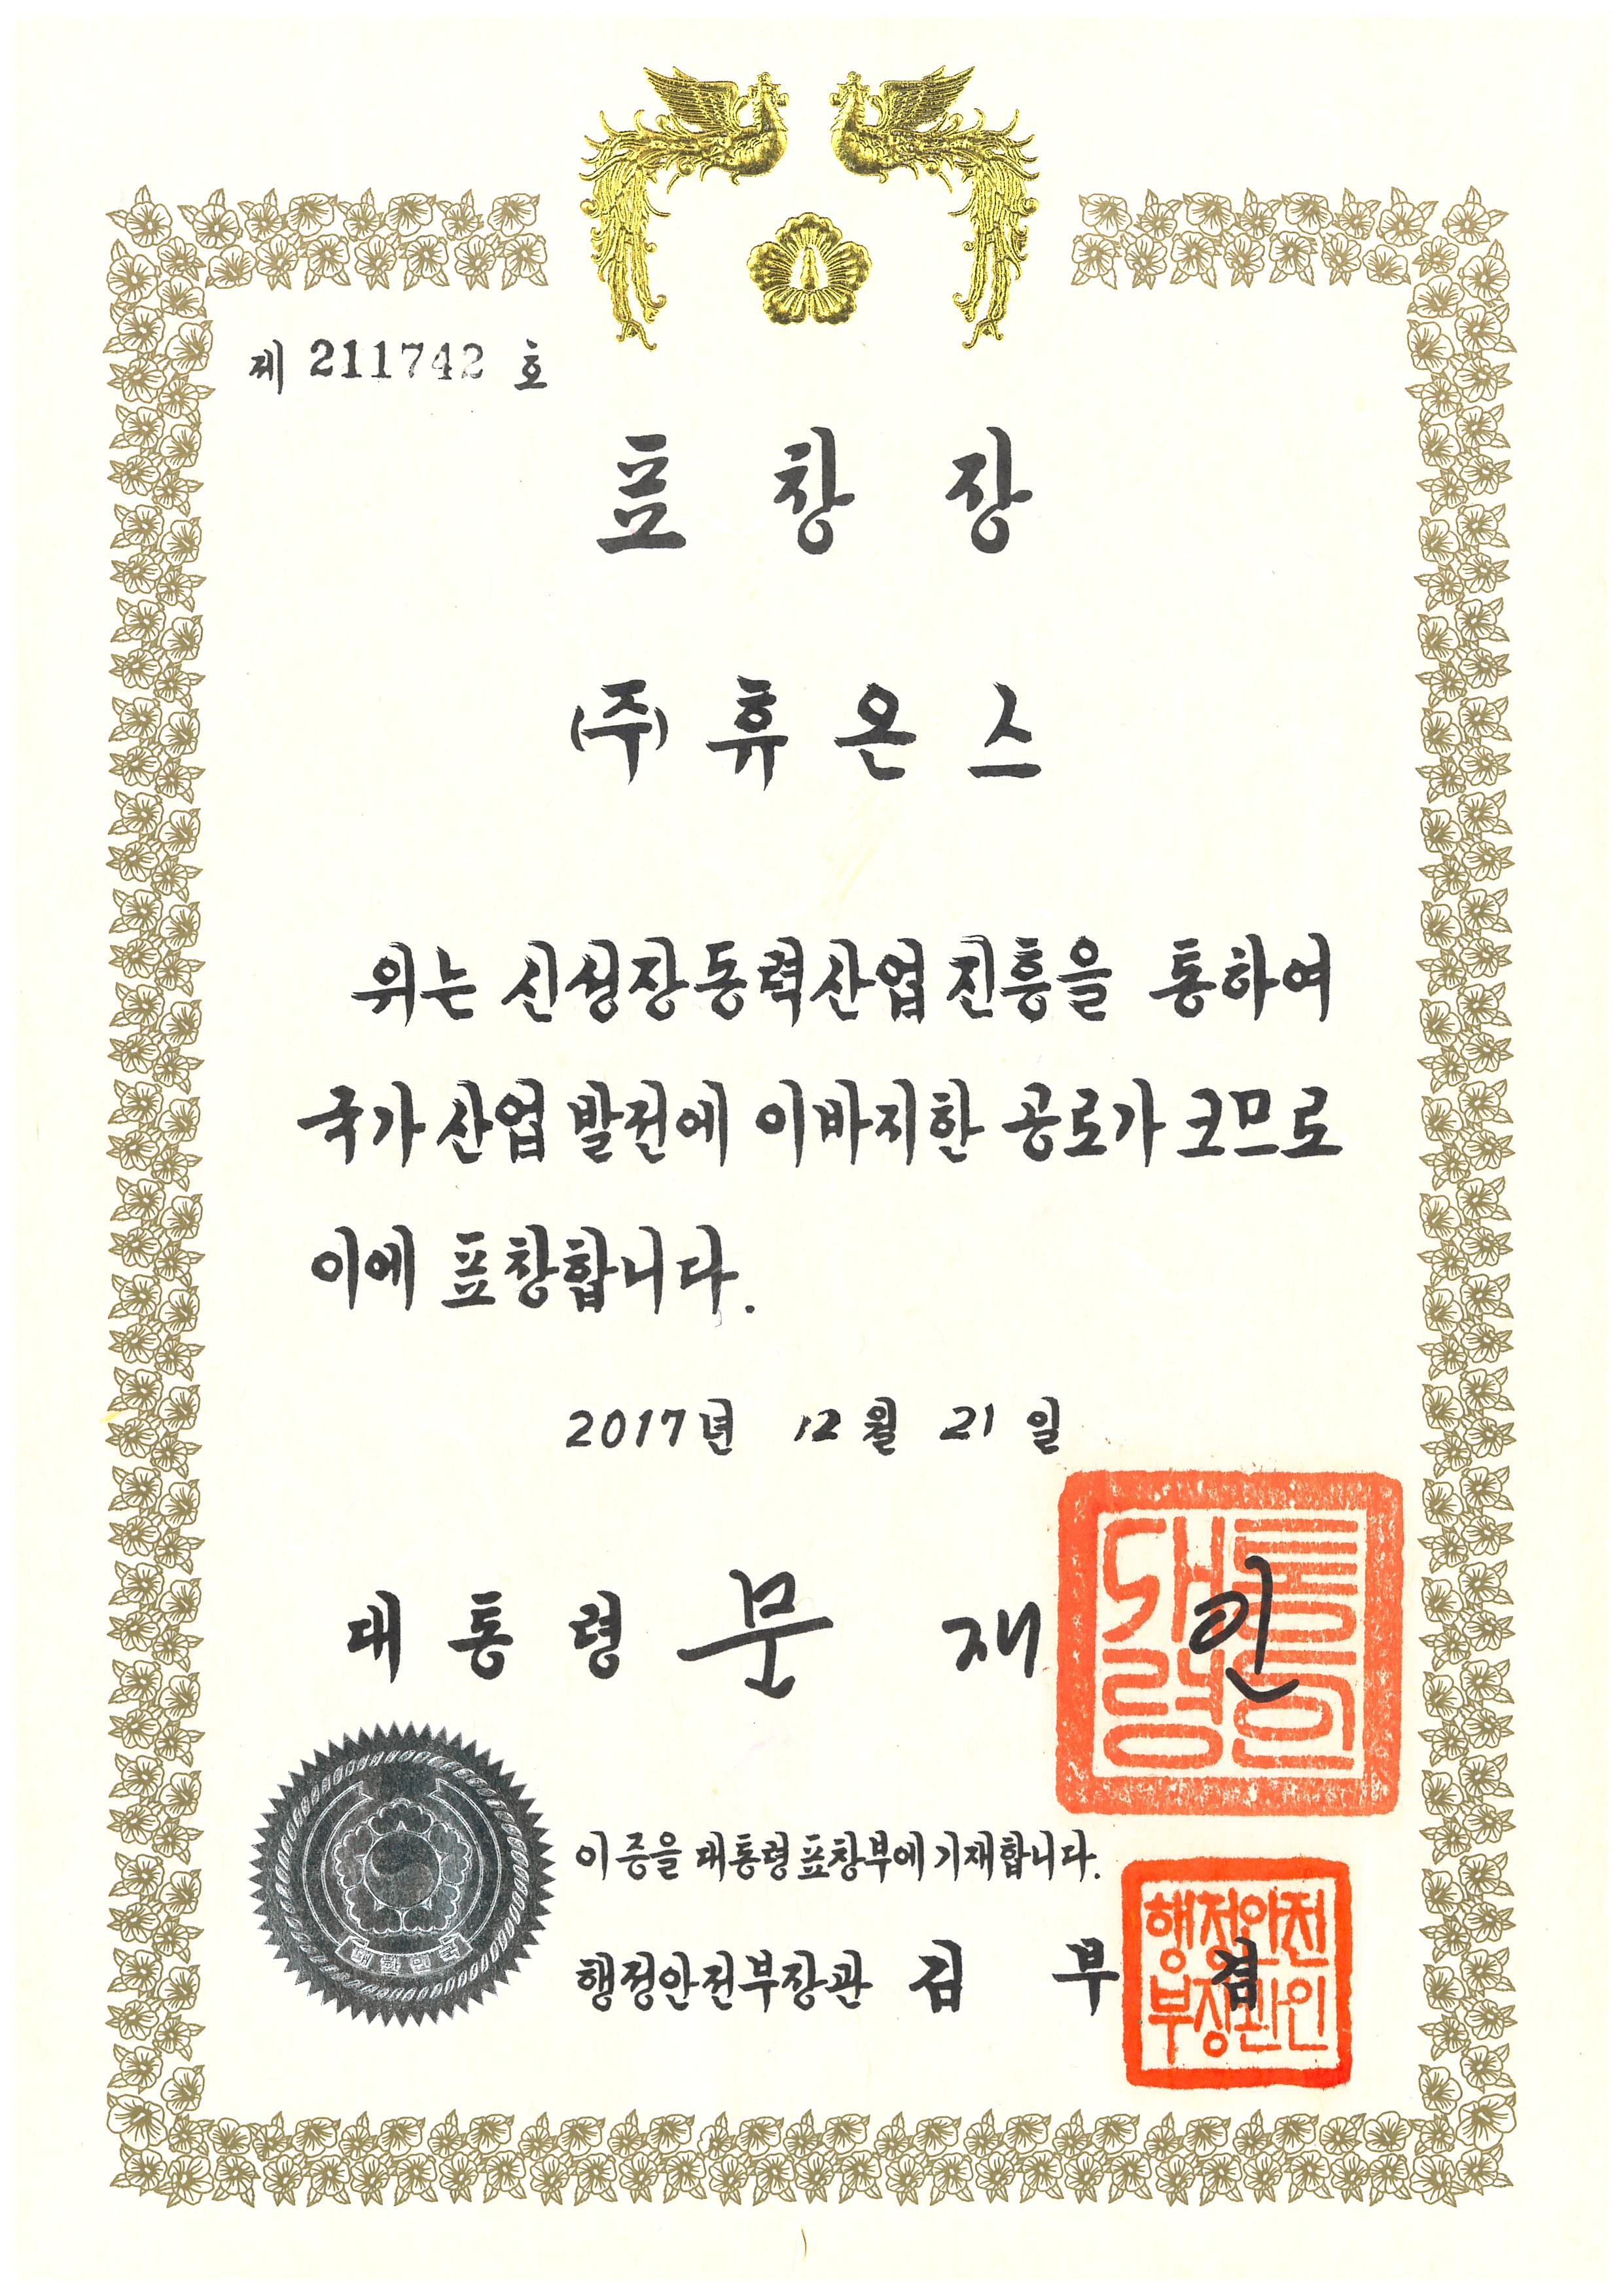 제 211742 호
표 창 장
(주) 휴 온 스
위는 신성장동력산업진흥을 통하여
국가산업 발전에 이바지한 공로가 크므로
이에 표창합니다.
2017년 12월 21일
대 통 령 문 재 인
대통령인
대한민국
이 증을 대통령 표창부에 기재합니다.
행정안전부장관 김 부 겸
행정안전
부장관인